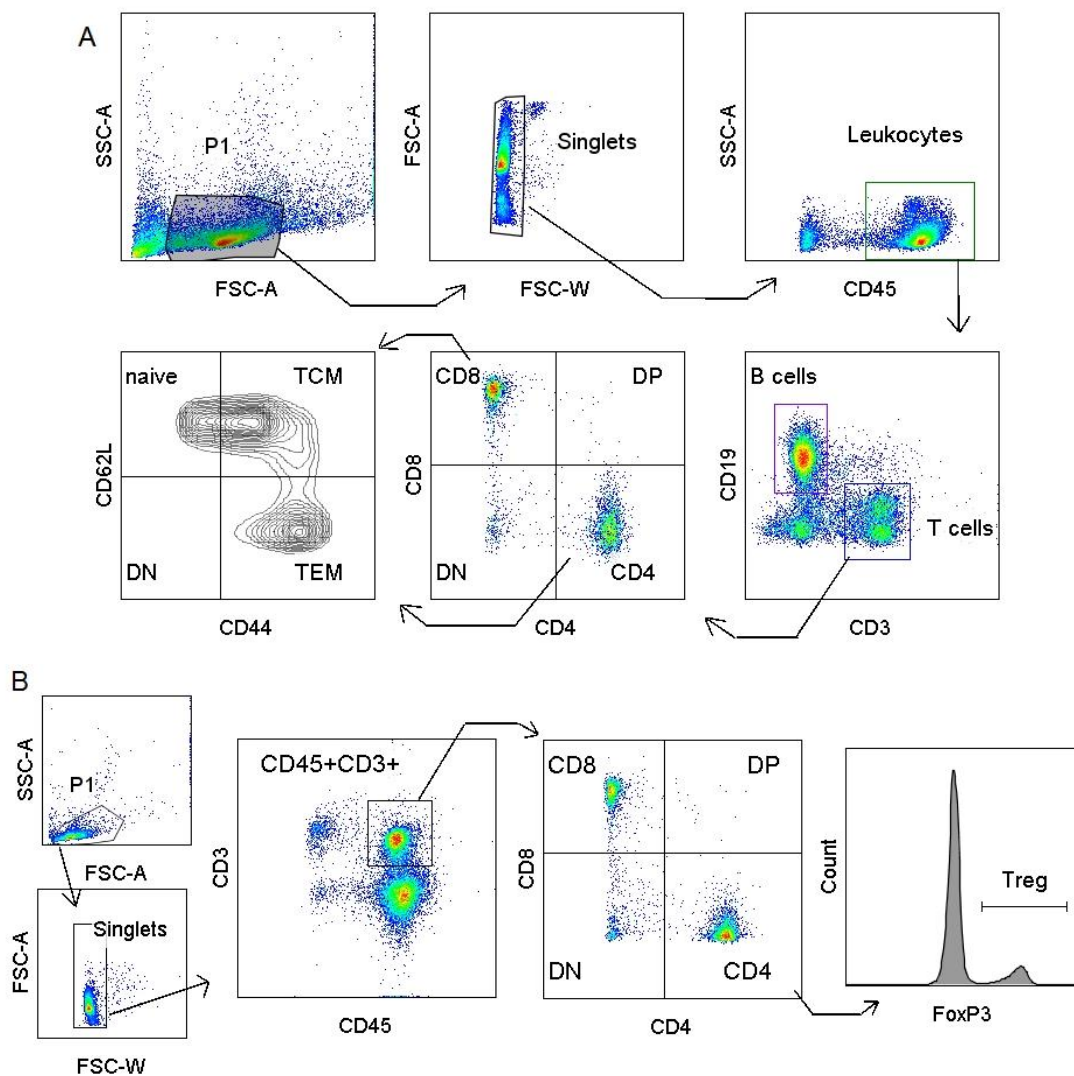 A
SSC-A
P1
FSC-A
FSC-A
Singlets
FSC-W
SSC-A
Leukocytes
CD45
naive
TCM
CD62L
DN
TEM
CD44
CD8
DP
CD8
DN
CD4
CD4
B cells
CD19
T cells
CD3
B
SSC-A
P1
FSC-A
Singlets
FSC-A
FSC-W
CD45+CD3+
CD3
CD45
CD8
DP
CD8
DN
CD4
CD4
Count
Treg
FoxP3